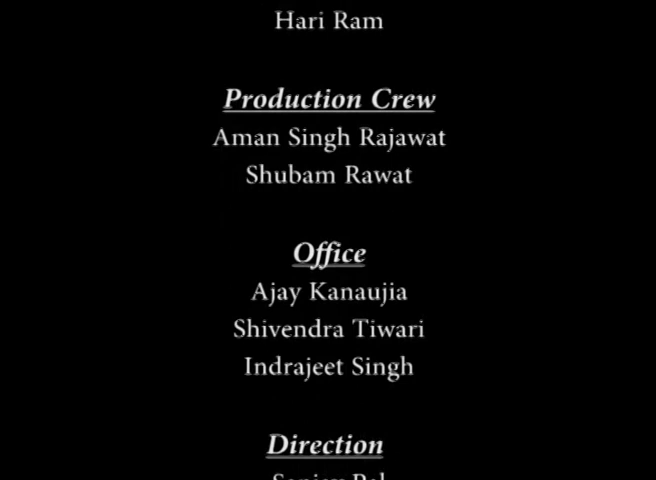 Hari Ram
Production Crew
Aman Singh Rajawat
Shubam Rawat
Office
Ajay Kanaujia
Shivendra Tiwari
Indrajeet Singh
Direction